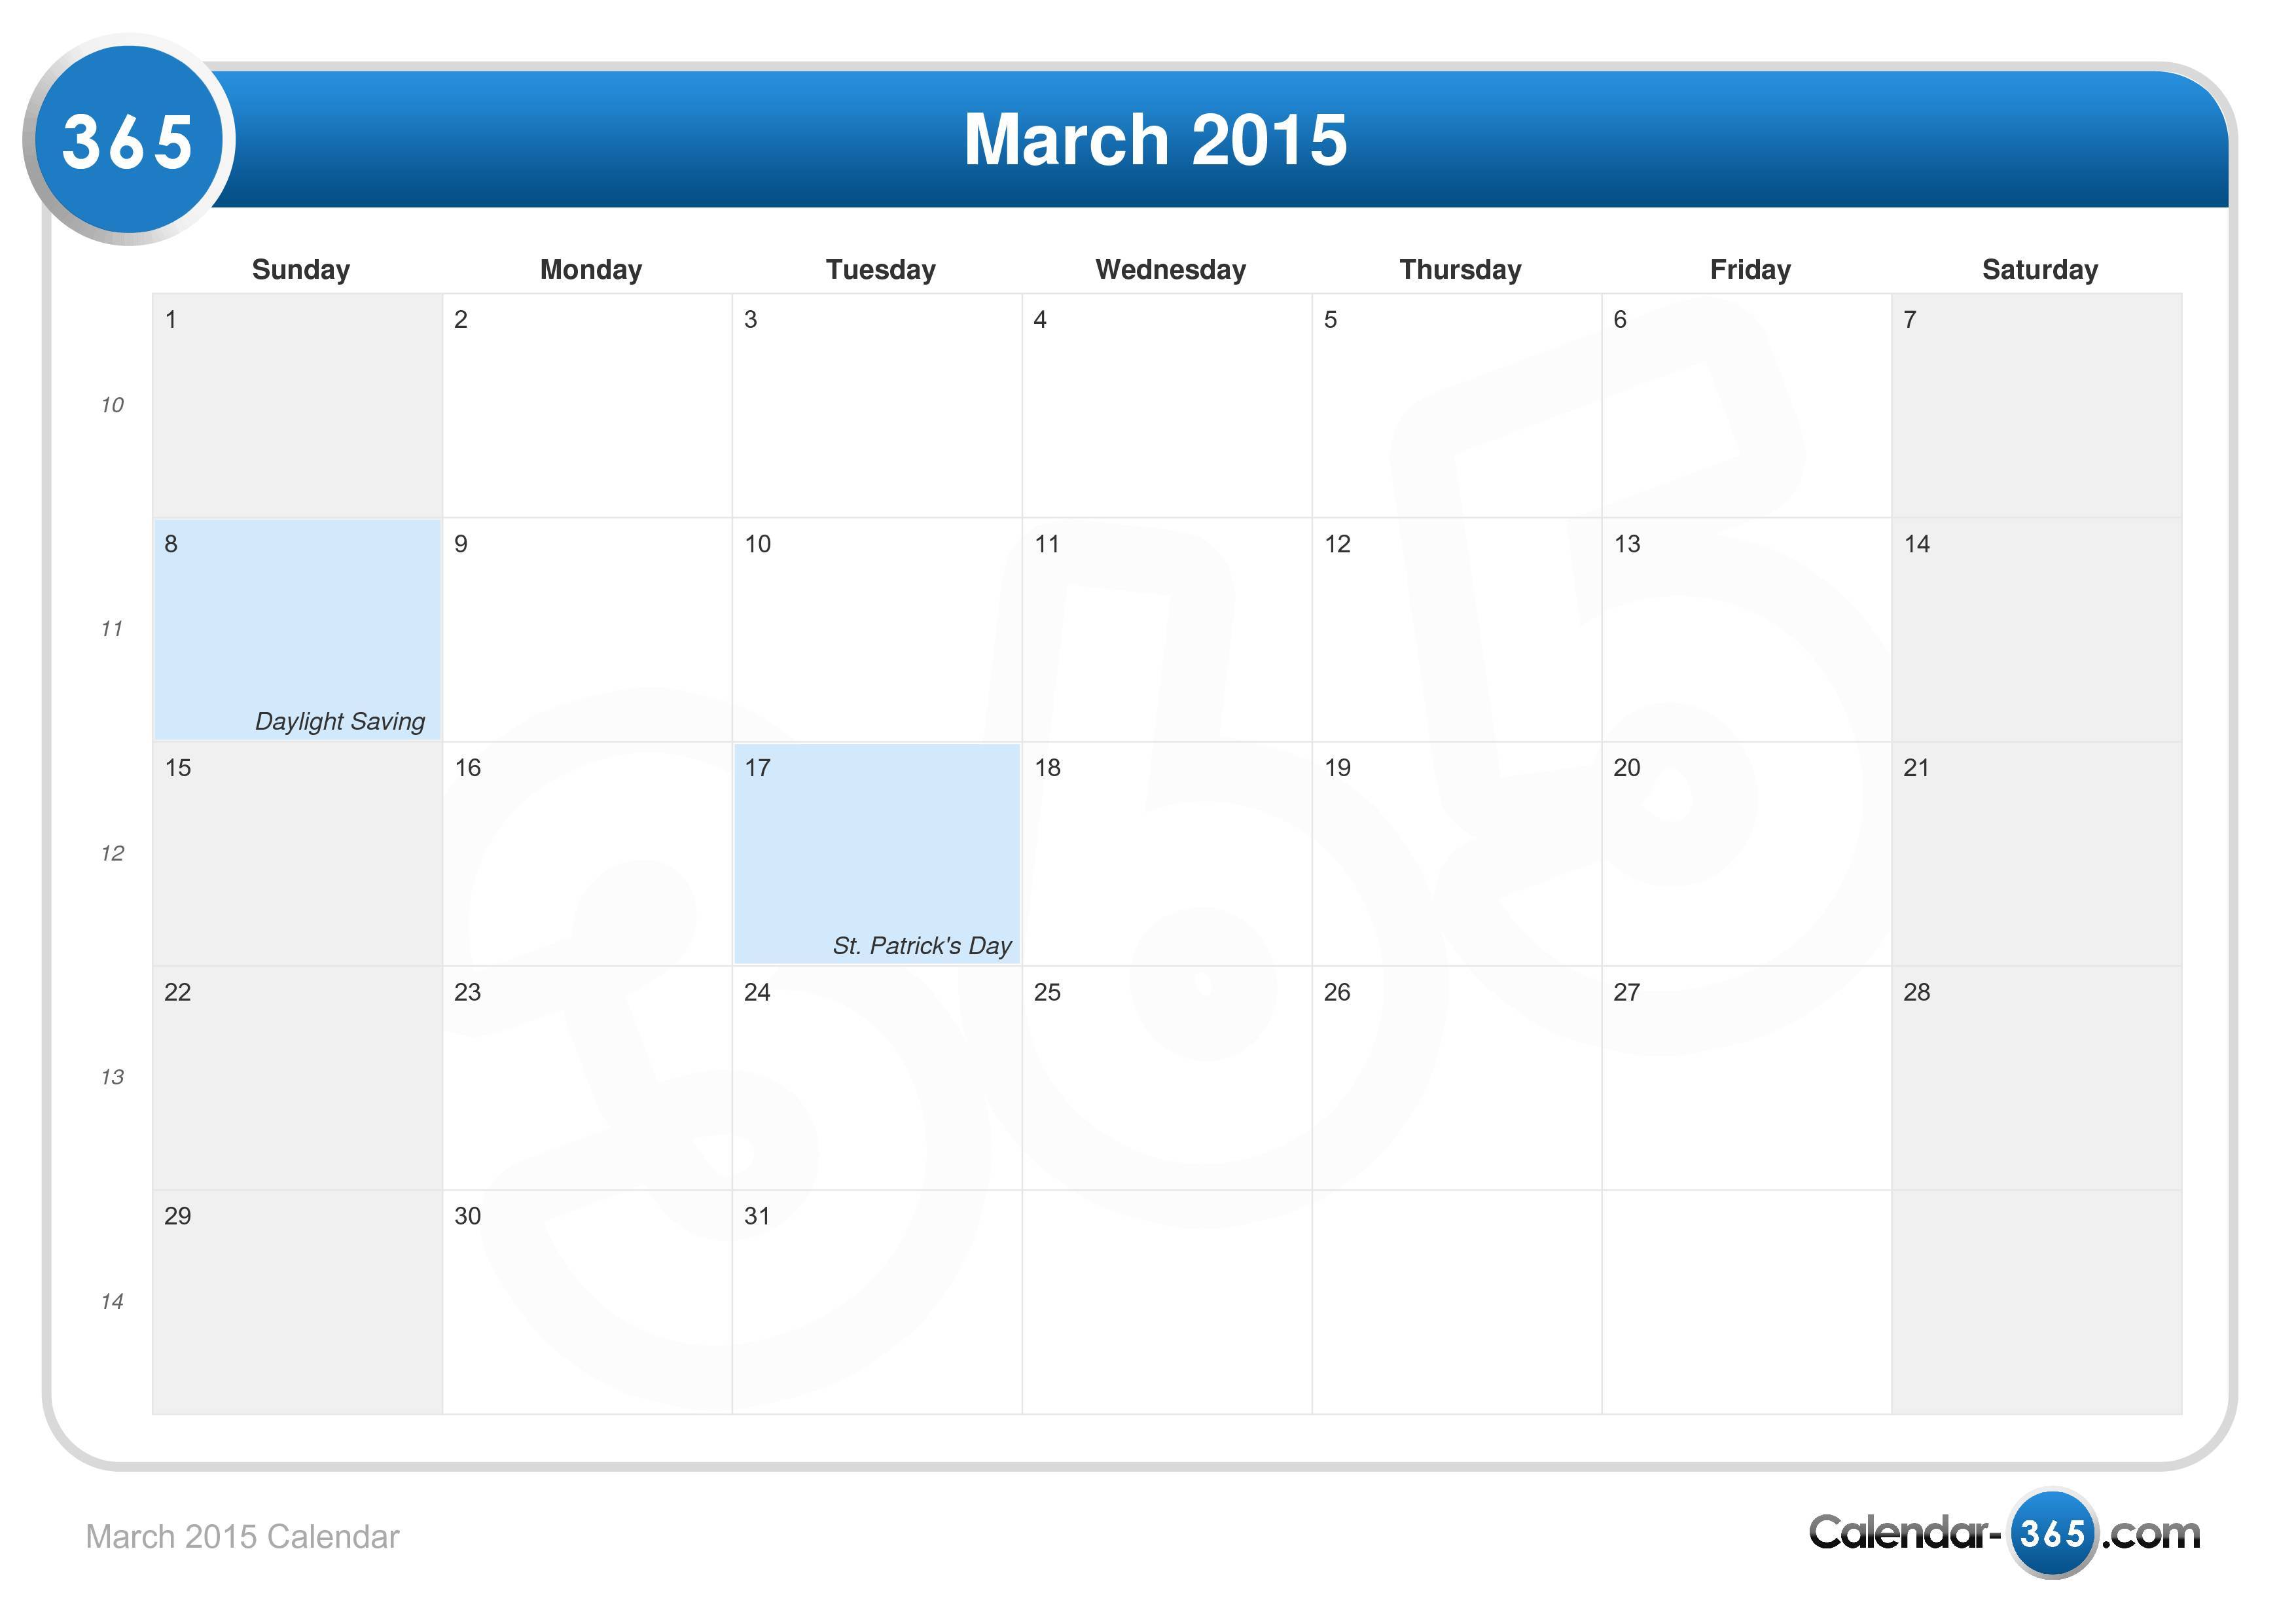 365
March 2015
Sunday Monday Tuesday Wednesday Thursday Friday Saturday
1 2 3 4 5 6 7
10
8 9 10 11 12 13 14
11
Daylight Saving
15 16 17 18 19 20 21
12
St. Patrick's Day
22 23 24 25 26 27 28
13
29 30 31
14
March 2015 Calendar
Calendar-365.com